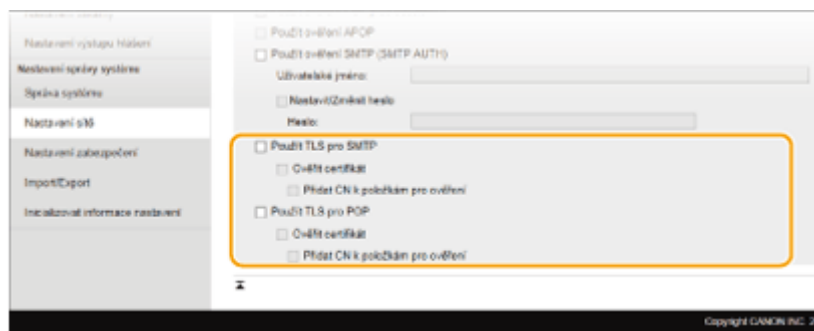 Nastavení výstupu hlášení
Nastavení správy systému
Správa systému
Nastavení sítě
Nastavení zabezpečení
Import/Export
Inicializovat informace nastavení
Použít ověření APOP
Použít ověření SMTP (SMTP AUTH)
Uživatelské jméno:
Nastavit/Změnit heslo
Heslo:
Použít TLS pro SMTP
Ověřit certifikát
Přidat CN k položkám pro ověření
Použít TLS pro POP
Ověřit certifikát
Přidat CN k položkám pro ověření
Copyright CANON INC. 2